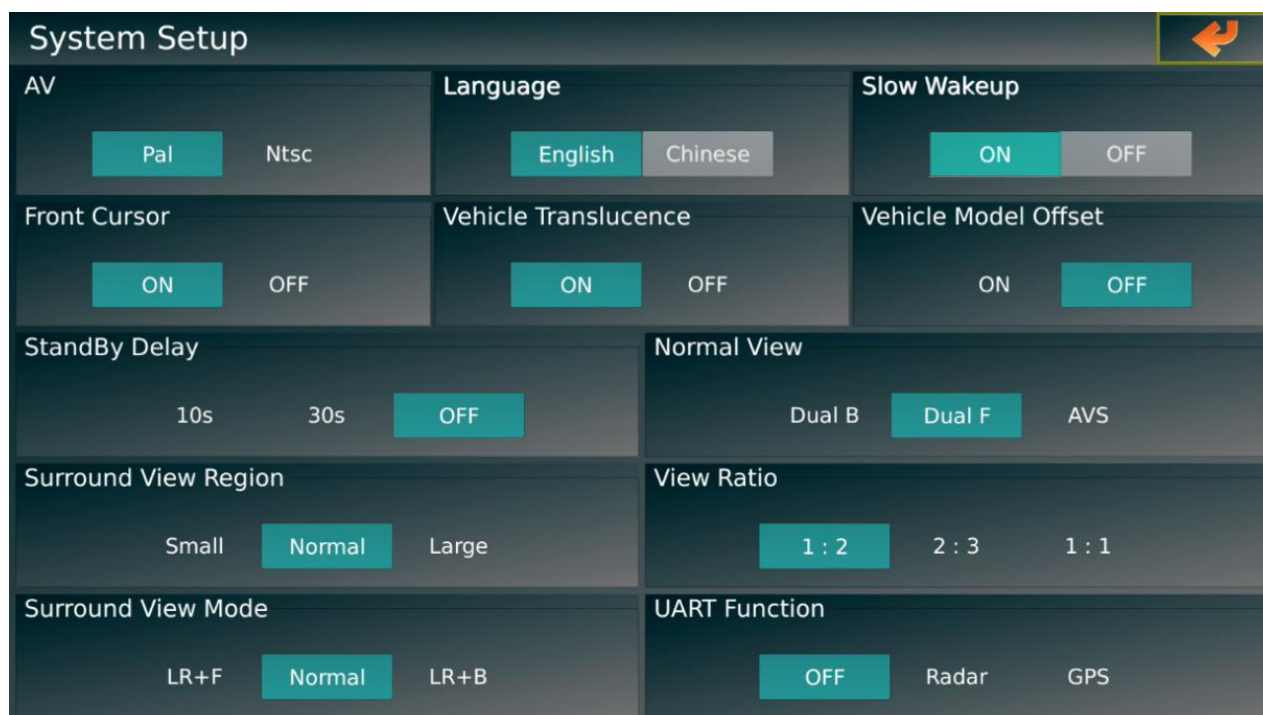 System Setup
AV Language Slow Wakeup
Pal Ntsc English Chinese ON OFF
Front Cursor Vehicle Translucence Vehicle Model Offset
ON OFF ON OFF ON OFF
StandBy Delay Normal View
10s 30s OFF Dual B Dual F AVS
Surround View Region View Ratio
Small Normal Large 1 : 2 2 : 3 1 : 1
Surround View Mode UART Function
LR+F Normal LR+B OFF Radar GPS